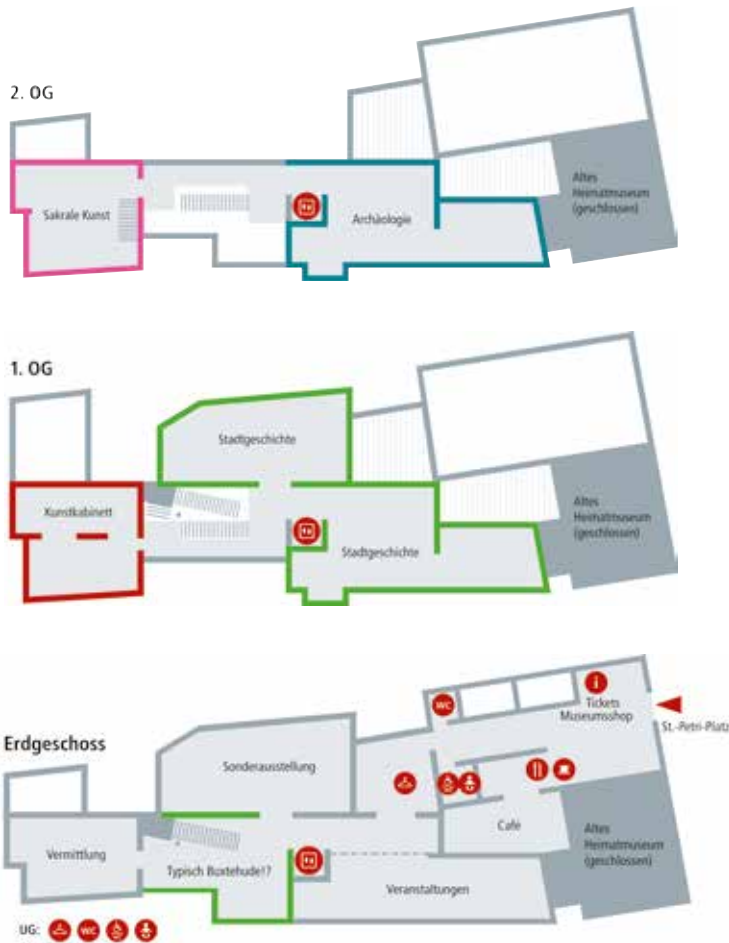 2. OG
Altes
Heimatmuseum
(geschlossen)
Sakrale Kunst
Archäologie
1. OG
Stadtgeschichte
Kunstkabinett
Altes
Heimatmuseum
(geschlossen)
Stadtgeschichte
WC
i
Tickets
Museumsshop
St.-Petri-Platz
Erdgeschoss
Sonderausstellung
Café
Altes
Heimatmuseum
(geschlossen)
Vermittlung
Typisch Buxtehude!?
Veranstaltungen
UG: WC